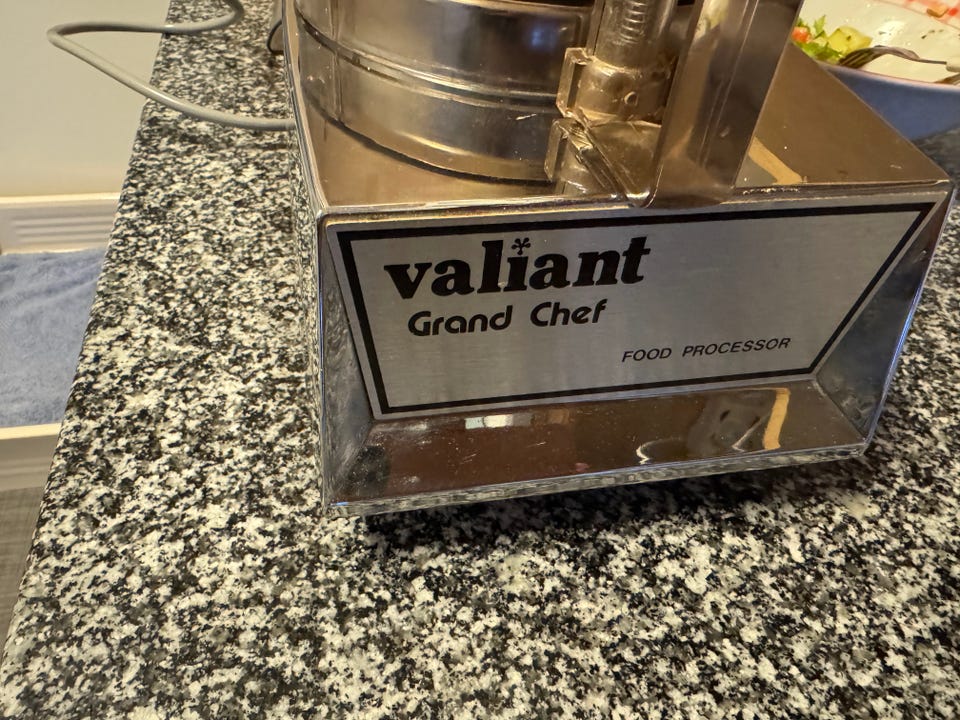 valiant
Grand Chef
FOOD PROCESSOR